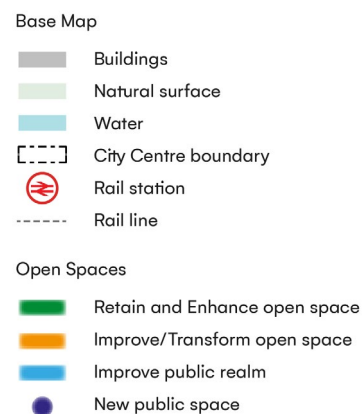 Base Map
Buildings
Natural surface
Water
City Centre boundary
Rail station
Rail line
Open Spaces
Retain and Enhance open space
Improve/Transform open space
Improve public realm
New public space